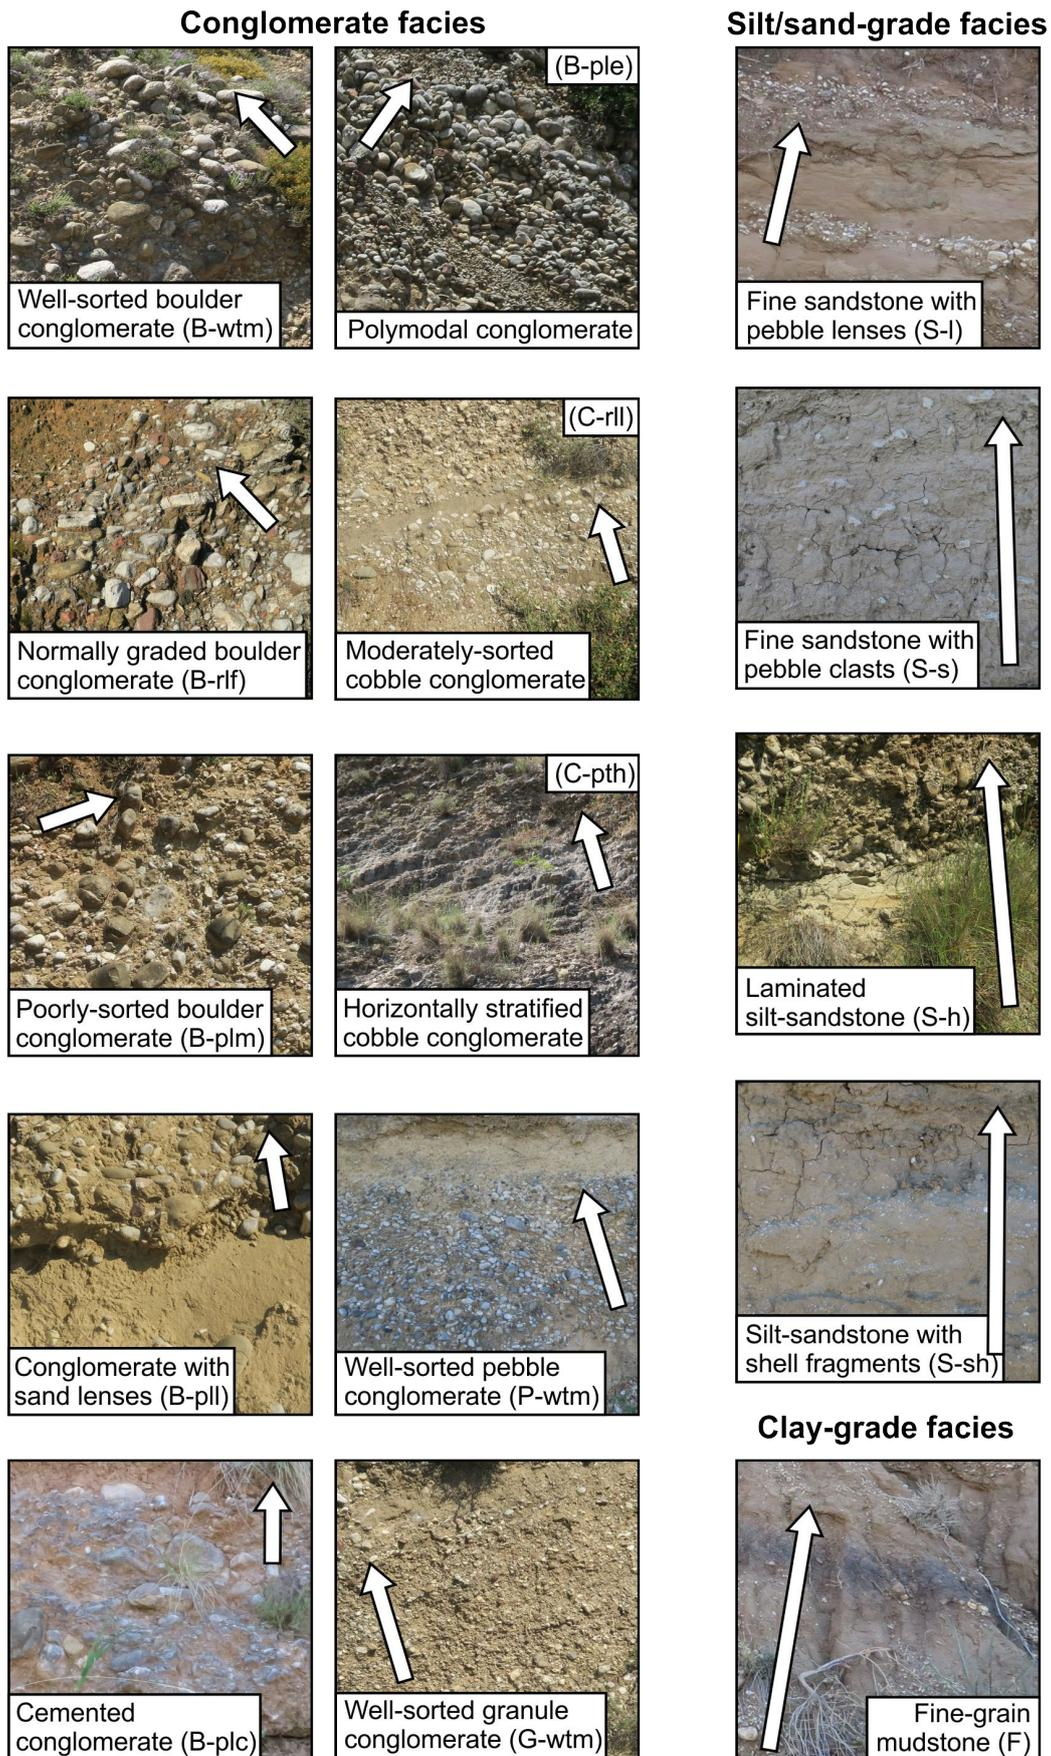 Conglomerate facies
Silt/sand-grade facies
Well-sorted boulder
conglomerate (B-wtm)
(B-ple)
Polymodal conglomerate
Fine sandstone with
pebble lenses (S-l)
Normally graded boulder
conglomerate (B-rlf)
(C-rll)
Moderately-sorted
cobble conglomerate
Fine sandstone with
pebble clasts (S-s)
Poorly-sorted boulder
conglomerate (B-plm)
(C-pth)
Horizontally stratified
cobble conglomerate
Laminated
silt-sandstone (S-h)
Conglomerate with
sand lenses (B-pll)
Well-sorted pebble
conglomerate (P-wtm)
Silt-sandstone with
shell fragments (S-sh)
Clay-grade facies
Cemented
conglomerate (B-plc)
Well-sorted granule
conglomerate (G-wtm)
Fine-grain
mudstone (F)